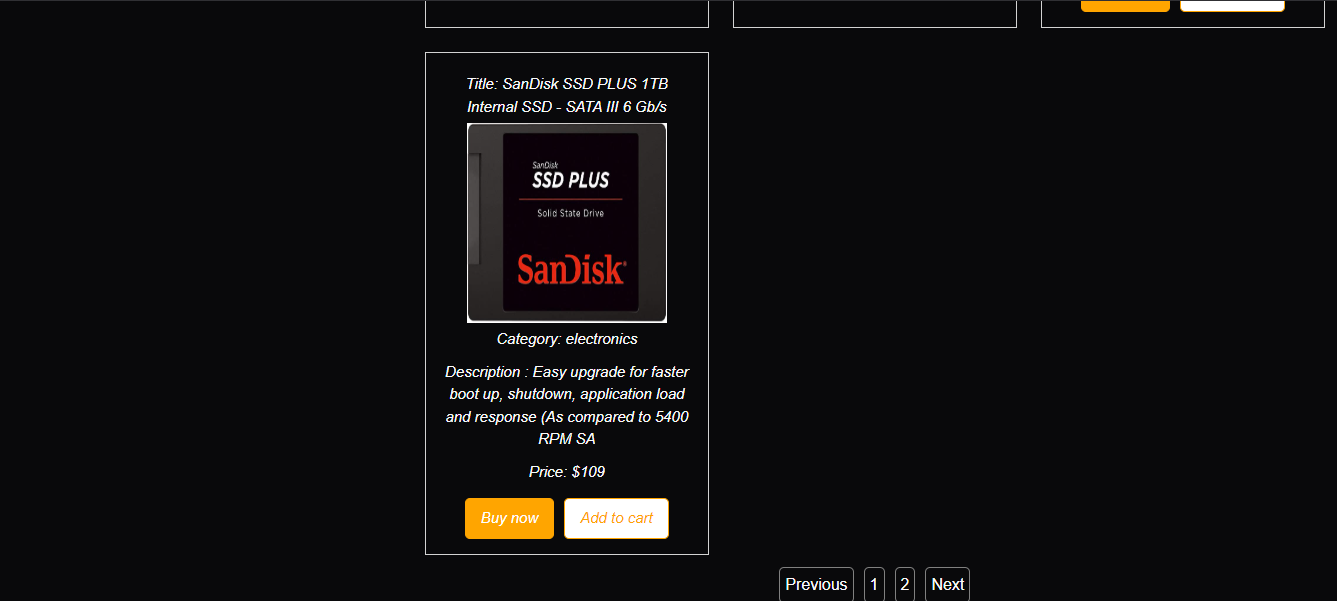 Title: SanDisk SSD PLUS 1TB
Internal SSD - SATA III 6 Gb/s
SanDisk
SSD PLUS
Solid State Drive
SanDisk
Category: electronics
Description : Easy upgrade for faster
boot up, shutdown, application load
and response (As compared to 5400
RPM SA
Price: $109
Buy now Add to cart
Previous 1 2 Next